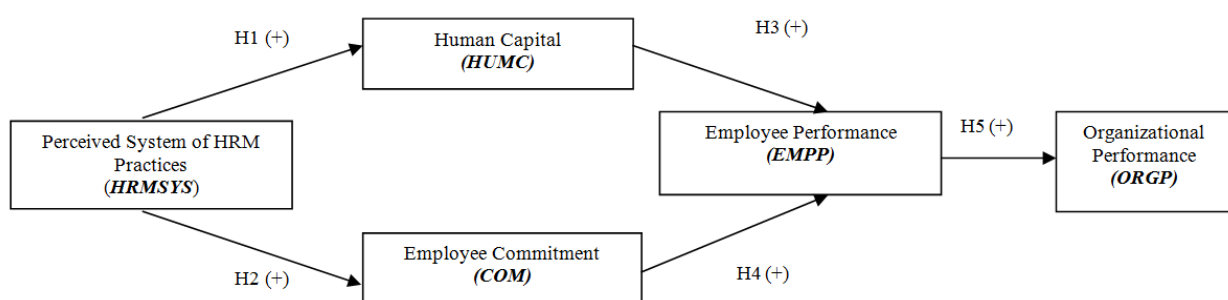 H1 (+)
Human Capital
(HUMC)
H3 (+)
Perceived System of HRM
Practices
(HRMSYS)
Employee Performance
(EMPP)
H5 (+)
Organizational
Performance
(ORGP)
H2 (+)
Employee Commitment
(COM)
H4 (+)